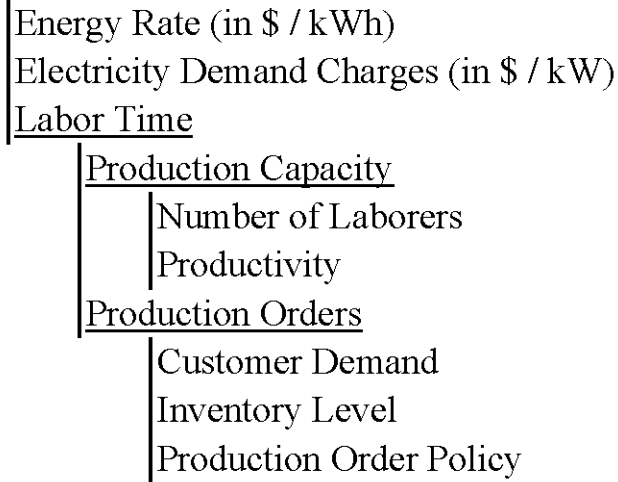 Energy Rate (in $ / kWh)
Electricity Demand Charges (in $ / kW)
Labor Time
Production Capacity
Number of Laborers
Productivity
Production Orders
Customer Demand
Inventory Level
Production Order Policy